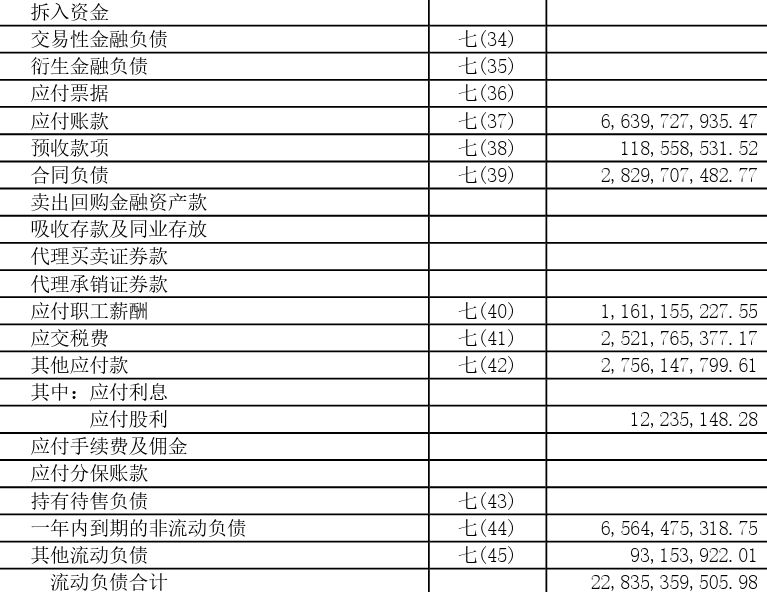 拆入资金
交易性金融负债 七(34)
衍生金融负债 七(35)
应付票据 七(36)
应付账款 七(37) 6,639,727,935.47
预收款项 七(38) 118,558,531.52
合同负债 七(39) 2,829,707,482.77
卖出回购金融资产款
吸收存款及同业存放
代理买卖证券款
代理承销证券款
应付职工薪酬 七(40) 1,161,155,227.55
应交税费 七(41) 2,521,765,377.17
其他应付款 七(42) 2,756,147,799.61
其中：应付利息
应付股利 12,235,148.28
应付手续费及佣金
应付分保账款
持有待售负债 七(43)
一年内到期的非流动负债 七(44) 6,564,475,318.75
其他流动负债 七(45) 93,153,922.01
流动负债合计 22,835,359,505.98